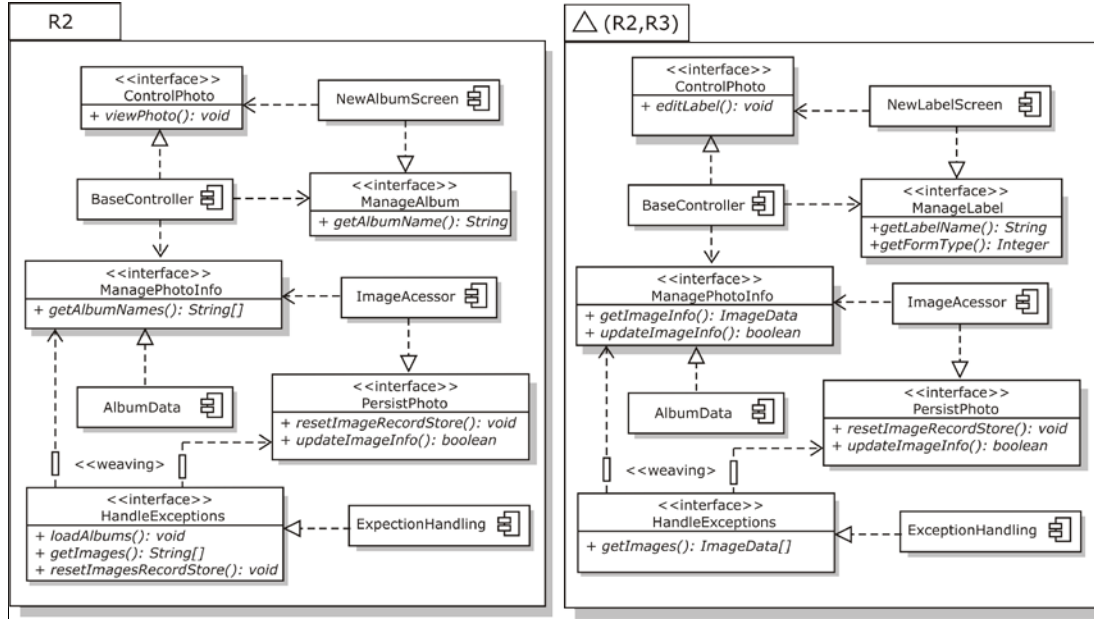 R2
<<interface>>
ControlPhoto
+ viewPhoto(): void
NewAlbumScreen
BaseController
<<interface>>
ManageAlbum
+ getAlbumName(): String
<<interface>>
ManagePhotoInfo
+ getAlbumNames(): String[]
ImageAcessor
AlbumData
<<interface>>
PersistPhoto
+ resetImageRecordStore(): void
+ updateImageInfo(): boolean
<<weaving>
<<interface>>
HandleExceptions
+ loadAlbums(): void
+ getImages(): String[]
+ resetImagesRecordStore(): void
ExpectionHandling
△ (R2,R3)
<<interface>>
ControlPhoto
+ editLabel(): void
NewLabelScreen
BaseController
<<interface>>
ManageLabel
+getLabelName(): String
+getFormType(): Integer
<<interface>>
ManagePhotoInfo
+ getImageInfo(): ImageData
+ updateImageInfo(): boolean
ImageAcessor
AlbumData
<<interface>>
PersistPhoto
+ resetImageRecordStore(): void
+ updateImageInfo(): boolean
<<weaving>
<<interface>>
HandleExceptions
+ getImages(): ImageData[]
ExceptionHandling